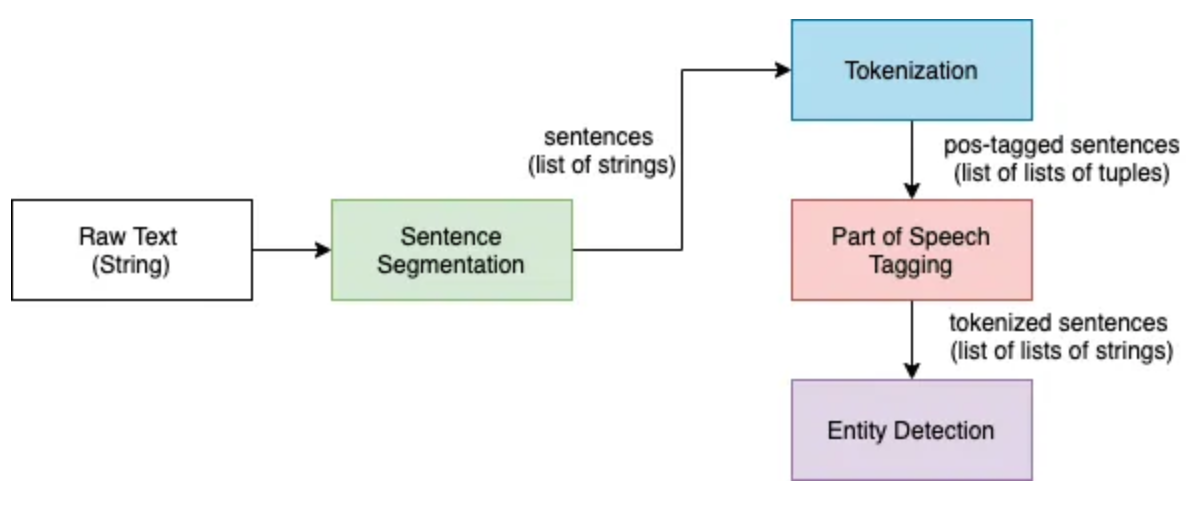 Raw Text
(String)
Sentence
Segmentation
sentences
(list of strings)
Tokenization
pos-tagged sentences
(list of lists of tuples)
Part of Speech
Tagging
tokenized sentences
(list of lists of strings)
Entity Detection